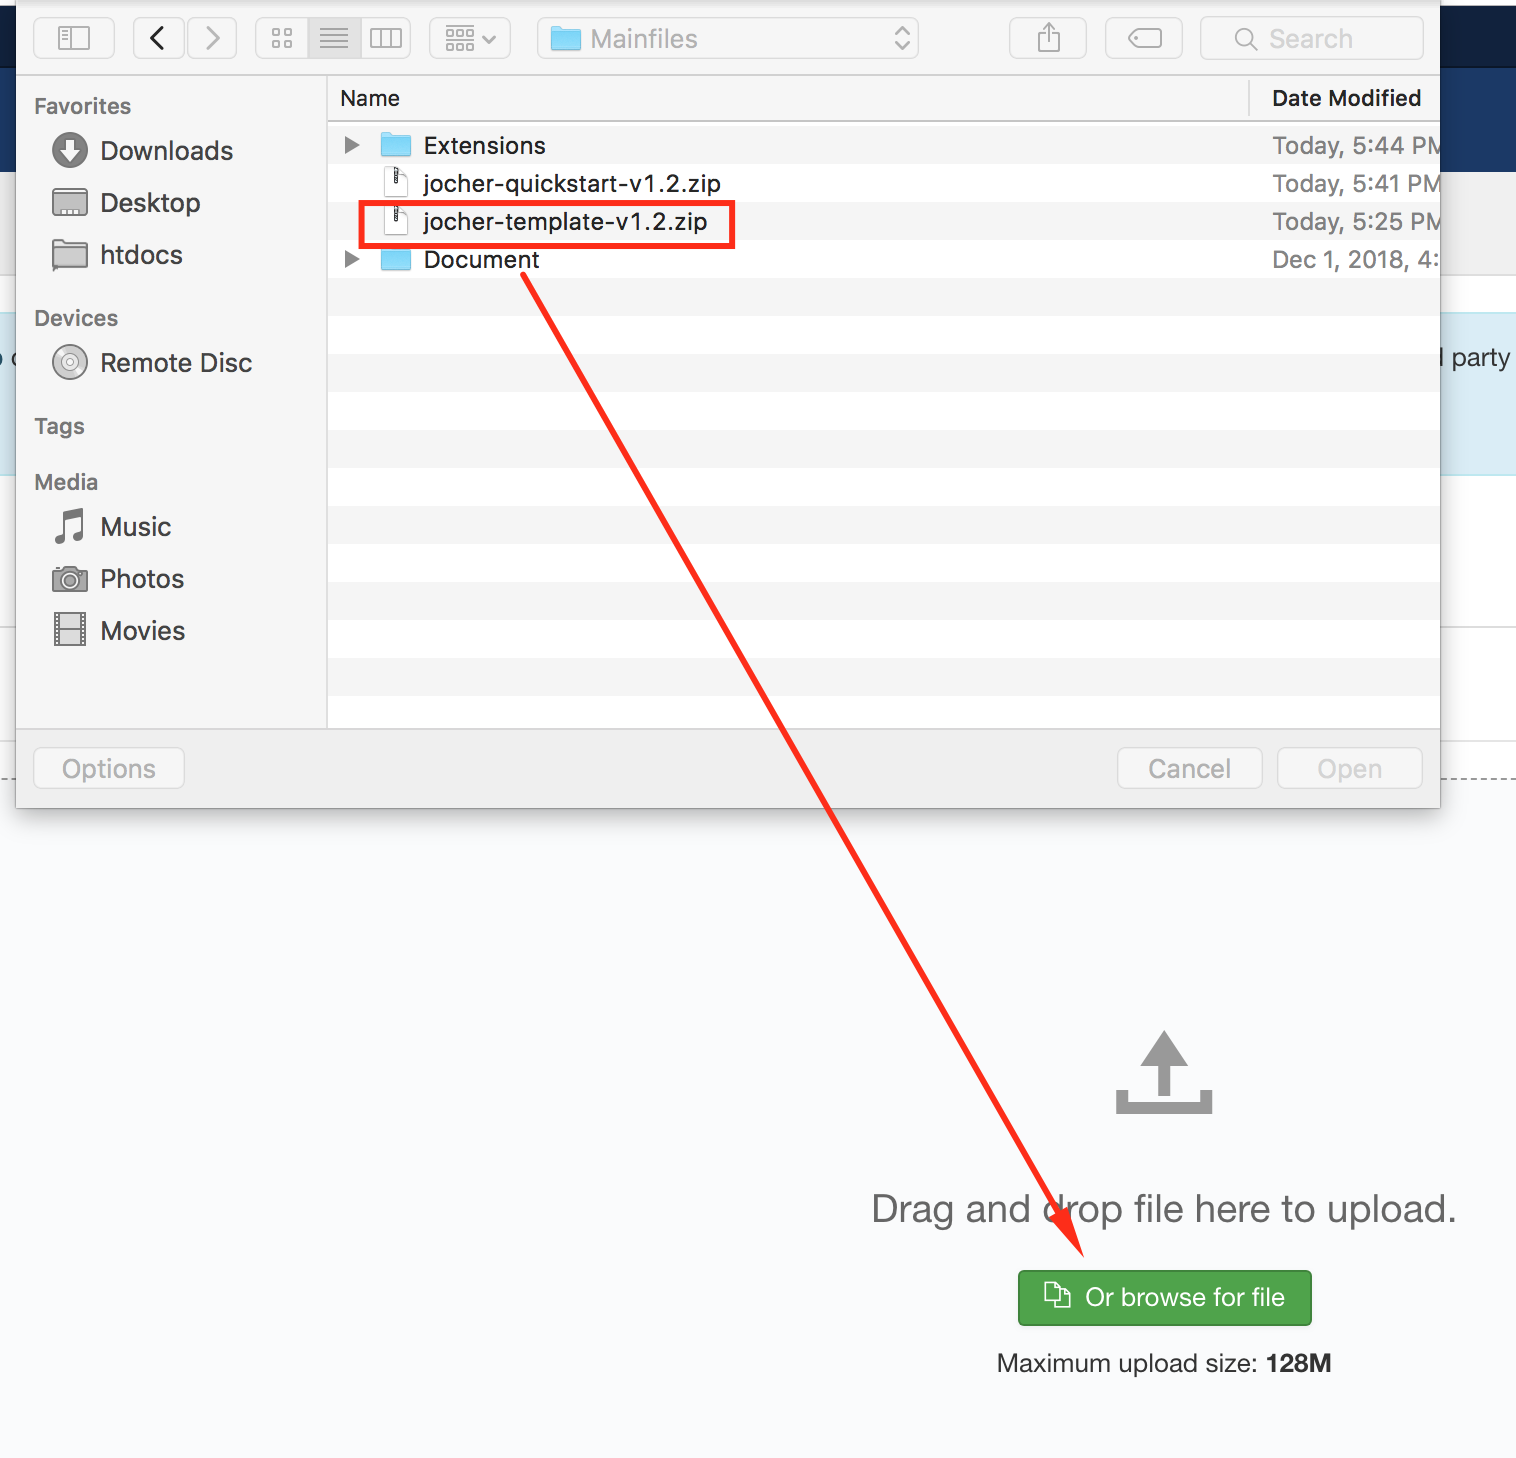 Mainfiles
Search
Favorites
Downloads
Desktop
htdocs
Devices
Remote Disc
Tags
Media
Music
Photos
Movies
Name
Date Modified
Extensions
Today, 5:44 PM
jocher-quickstart-v1.2.zip
Today, 5:41 PM
jocher-template-v1.2.zip
Today, 5:25 PM
Document
Dec 1, 2018, 4:
party
Options
Cancel
Open
Drag and drop file here to upload.
Or browse for file
Maximum upload size: 128M